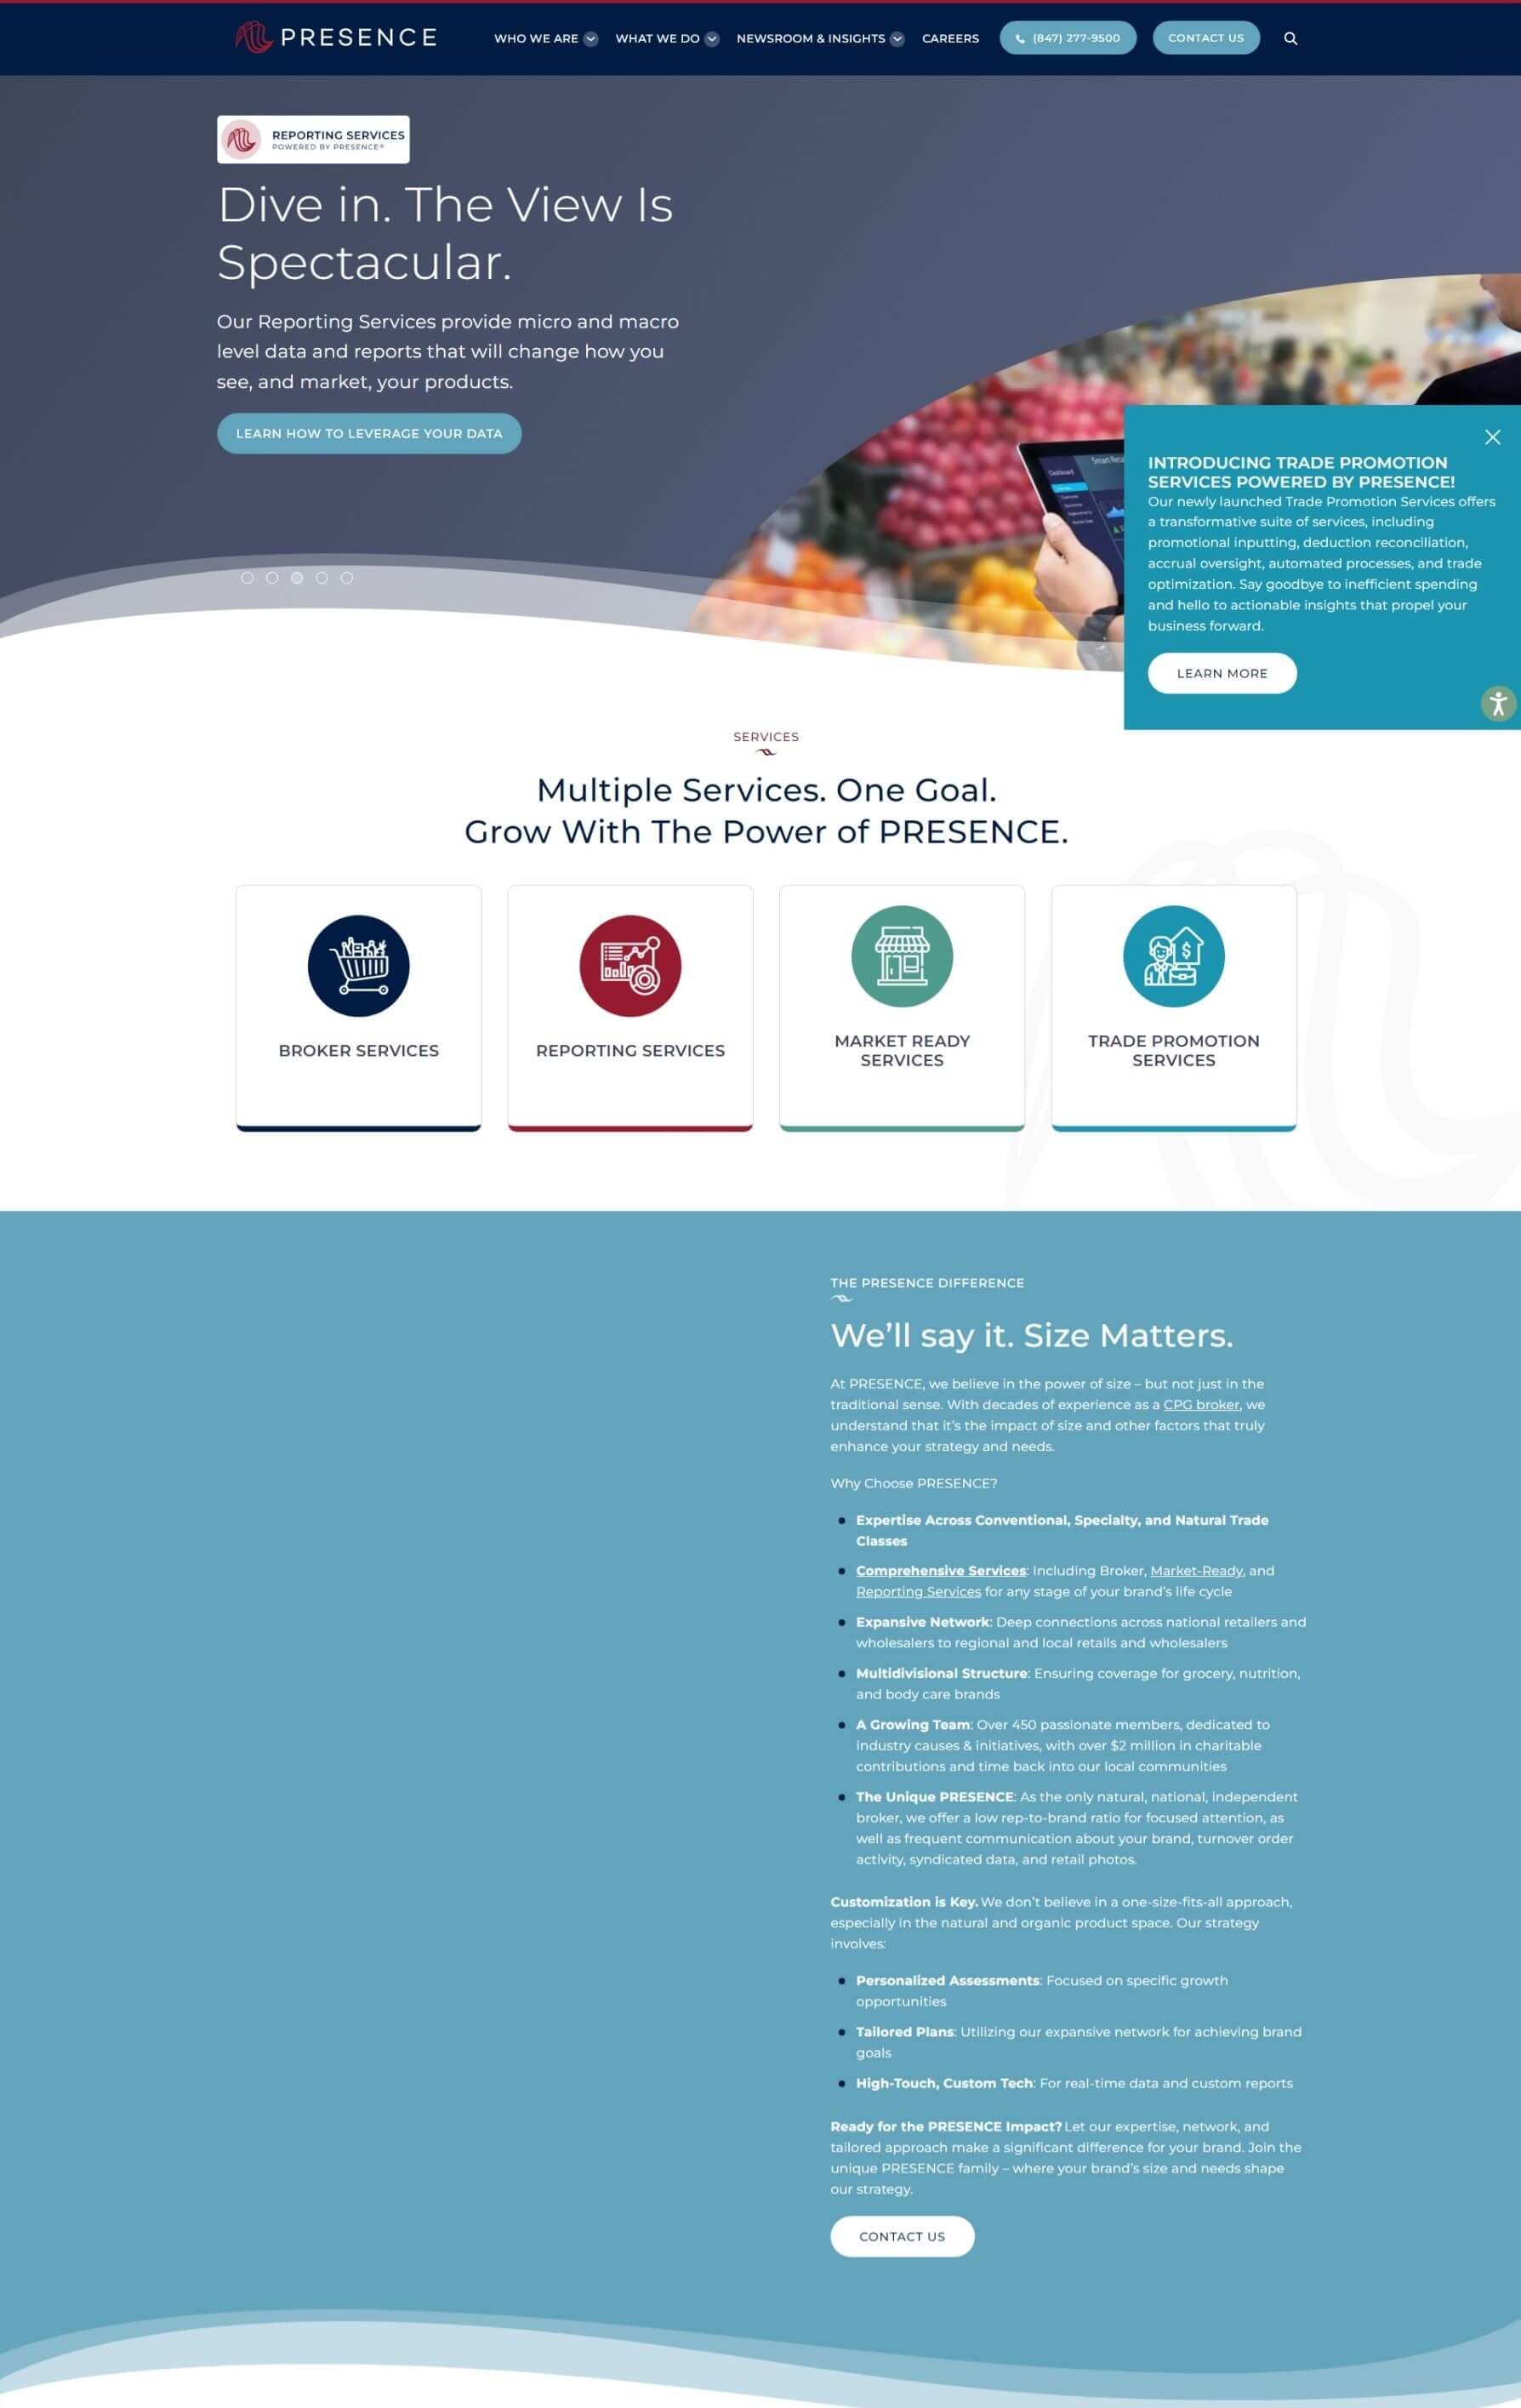 PRESENCE
WHO WE ARE
WHAT WE DO
NEWSROOM & INSIGHTS
CAREERS
(847) 277-9500
CONTACT US
REPORTING SERVICES
POWERED BY PRESENCE®
Dive in. The View Is
Spectacular.
Our Reporting Services provide micro and macro
level data and reports that will change how you
see, and market, your products.
LEARN HOW TO LEVERAGE YOUR DATA
Dashboard
INTRODUCING TRADE PROMOTION
SERVICES POWERED BY PRESENCE!
Our newly launched Trade Promotion Services offers
a transformative suite of services, including
promotional inputting, deduction reconciliation,
accrual oversight, automated processes, and trade
optimization. Say goodbye to inefficient spending
and hello to actionable insights that propel your
business forward.
LEARN MORE
SERVICES
Multiple Services. One Goal.
Grow With The Power of PRESENCE.
BROKER SERVICES
REPORTING SERVICES
MARKET READY
SERVICES
$
TRADE PROMOTION
SERVICES
THE PRESENCE DIFFERENCE
We’ll say it. Size Matters.
At PRESENCE, we believe in the power of size – but not just in the
traditional sense. With decades of experience as a CPG broker, we
understand that it’s the impact of size and other factors that truly
enhance your strategy and needs.
Why Choose PRESENCE?
Expertise Across Conventional, Specialty, and Natural Trade
Classes
Comprehensive Services: Including Broker, Market-Ready, and
Reporting Services for any stage of your brand’s life cycle
Expansive Network: Deep connections across national retailers and
wholesalers to regional and local retails and wholesalers
Multidivisional Structure: Ensuring coverage for grocery, nutrition,
and body care brands
A Growing Team: Over 450 passionate members, dedicated to
industry causes & initiatives, with over $2 million in charitable
contributions and time back into our local communities
The Unique PRESENCE: As the only natural, national, independent
broker, we offer a low rep-to-brand ratio for focused attention, as
well as frequent communication about your brand, turnover order
activity, syndicated data, and retail photos.
Customization is Key. We don’t believe in a one-size-fits-all approach,
especially in the natural and organic product space. Our strategy
involves:
Personalized Assessments: Focused on specific growth
opportunities
Tailored Plans: Utilizing our expansive network for achieving brand
goals
High-Touch, Custom Tech: For real-time data and custom reports
Ready for the PRESENCE Impact? Let our expertise, network, and
tailored approach make a significant difference for your brand. Join the
unique PRESENCE family – where your brand’s size and needs shape
our strategy.
CONTACT US